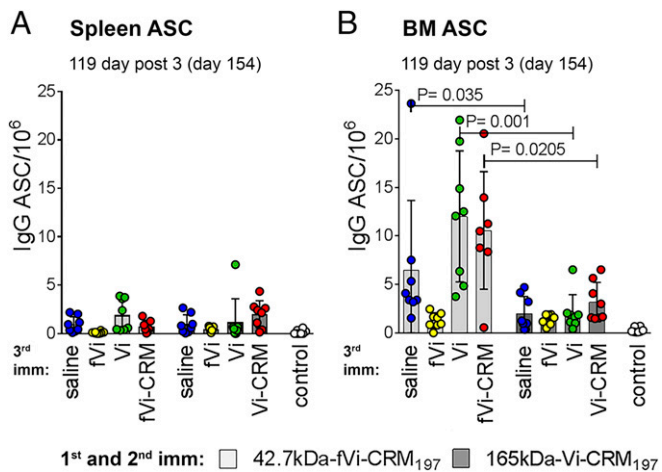 A Spleen ASC
119 day post 3 (day 154)
IgG ASC/10⁶
25
20
15
10
5
0
3ʳᵈ imm:
saline
fVi
Vi
fVi-CRM
saline
fVi
Vi
Vi-CRM
control
B BM ASC
119 day post 3 (day 154)
IgG ASC/10⁶
25
20
15
10
5
0
P= 0.035
P= 0.001
P= 0.0205
3ʳᵈ imm:
saline
fVi
Vi
fVi-CRM
saline
fVi
Vi
Vi-CRM
control
1ˢᵗ and 2ⁿᵈ imm: 42.7kDa-fVi-CRM₁₉₇ 165kDa-Vi-CRM₁₉₇